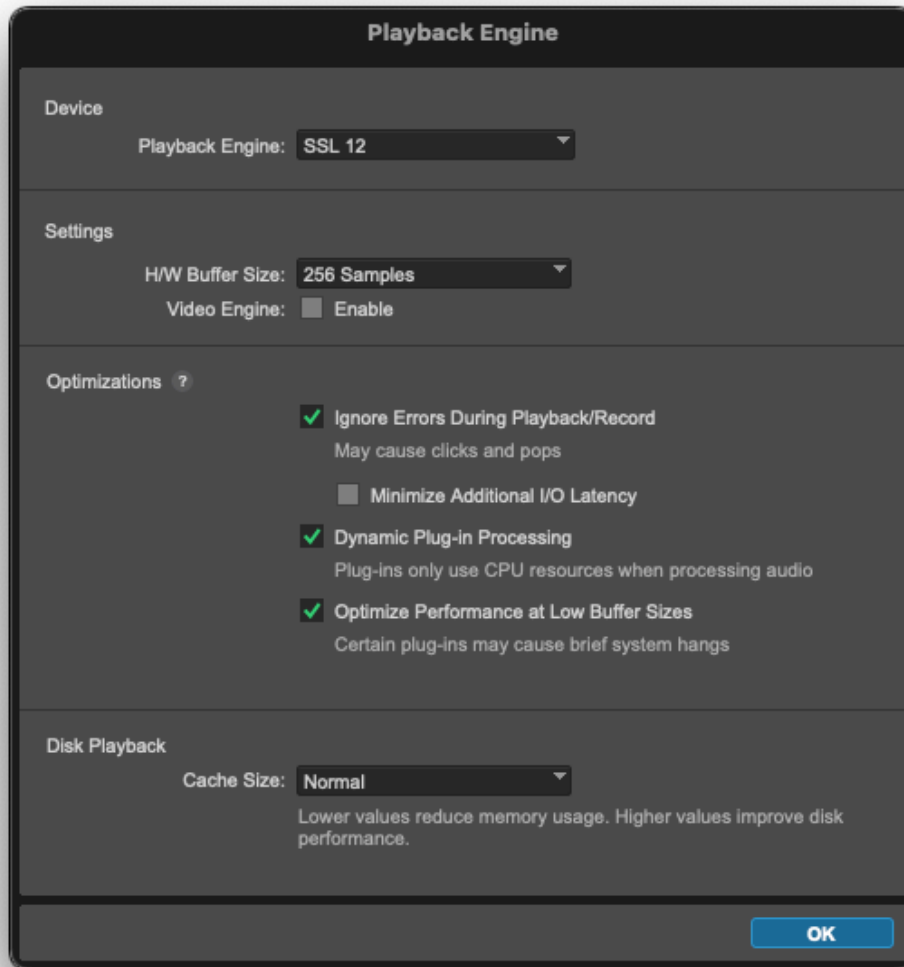 Playback Engine
Device
Playback Engine: SSL 12
Settings
H/W Buffer Size: 256 Samples
Video Engine: Enable
Optimizations ?
Ignore Errors During Playback/Record
May cause clicks and pops
Minimize Additional I/O Latency
Dynamic Plug-in Processing
Plug-ins only use CPU resources when processing audio
Optimize Performance at Low Buffer Sizes
Certain plug-ins may cause brief system hangs
Disk Playback
Cache Size: Normal
Lower values reduce memory usage. Higher values improve disk
performance.
OK